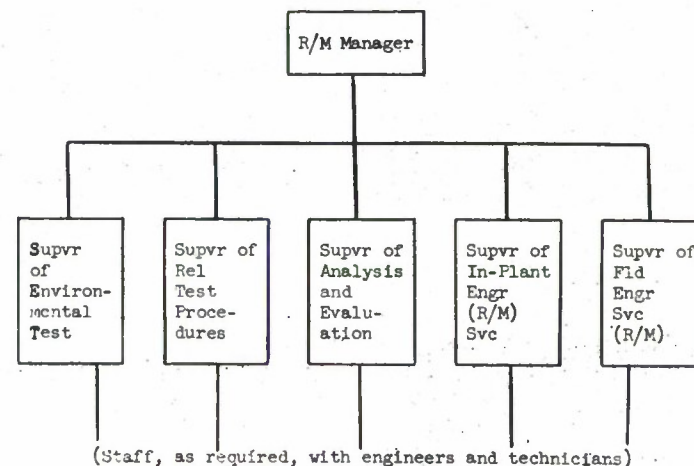 R/M Manager
Supvr
of
Environ-
mental
Test
Supvr of
Rel
Test
Proce-
dures
Supvr of
Analysis
and
Evalu-
ation
Supvr of
In-Plant
Engr
(R/M)
Svc
Supvr of
Fld
Engr
Svc
(R/M)
(Staff, as required, with engineers and technicians)